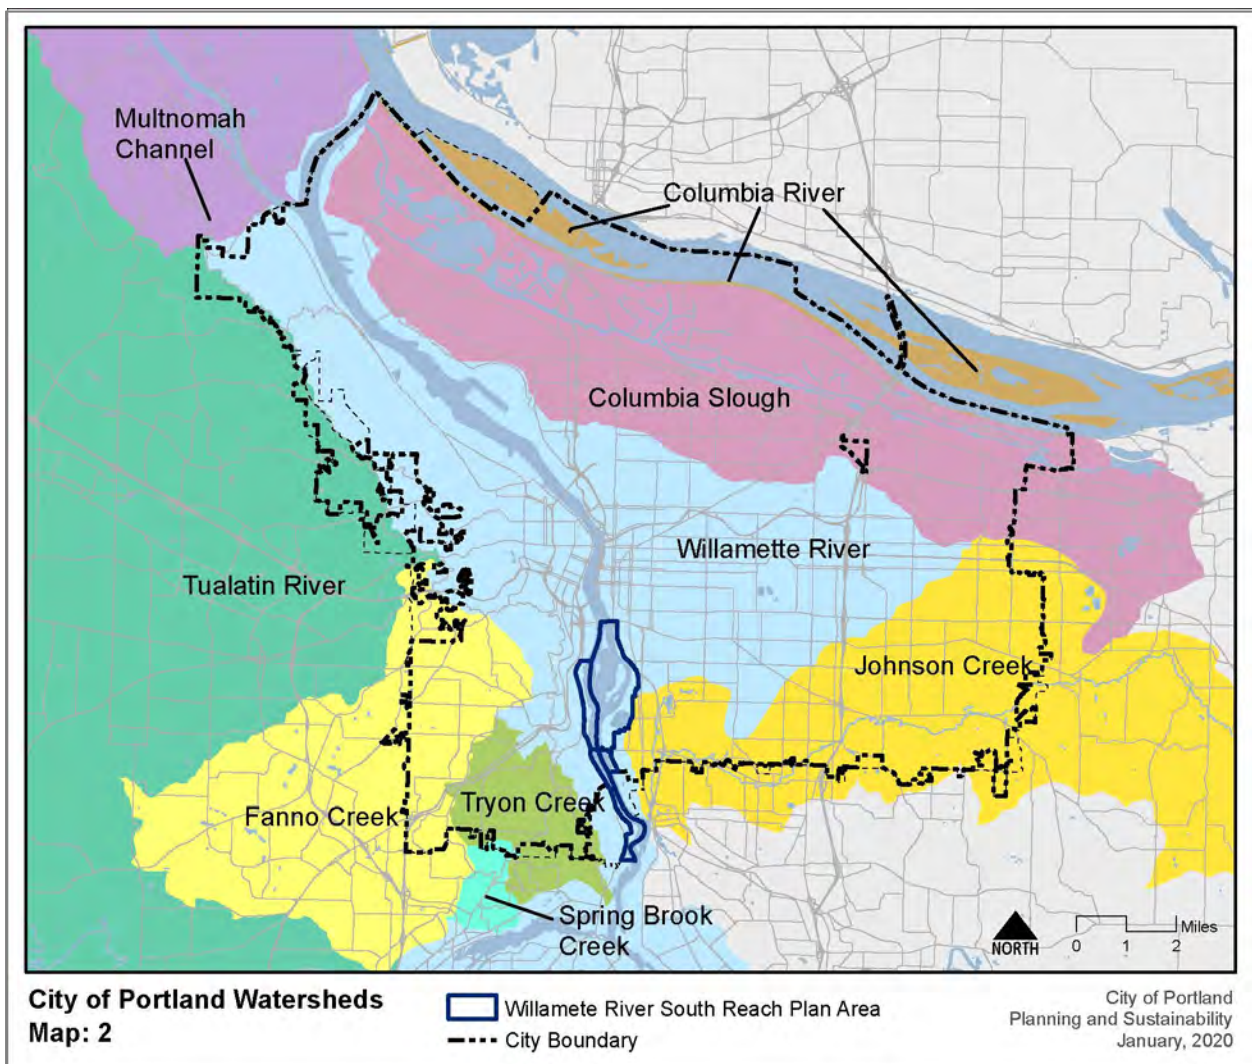 Multnomah
Channel
Columbia River
Columbia Slough
Willamette River
Tualatin River
Johnson Creek
Tryon Creek
Fanno Creek
Spring Brook
Creek
NORTH
Miles
0 1 2
City of Portland Watersheds
Map: 2
Willamete River South Reach Plan Area
City Boundary
City of Portland
Planning and Sustainability
January, 2020